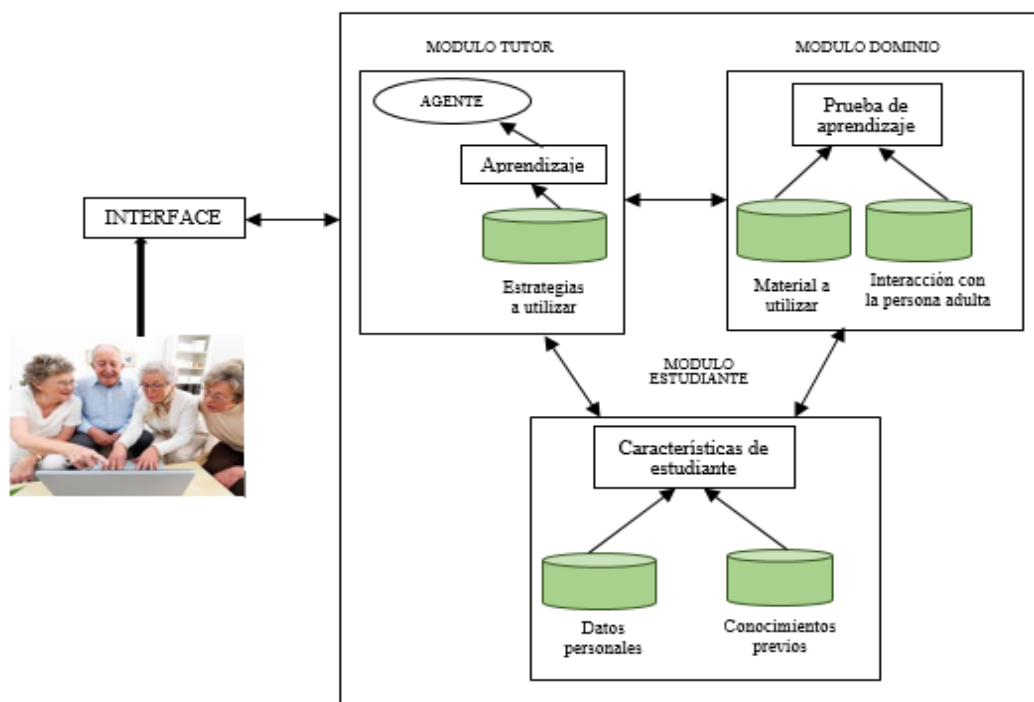 MODULO TUTOR
MODULO DOMINIO
AGENTE
Aprendizaje
Estrategias
a utilizar
Prueba de
aprendizaje
Material a
utilizar
Interacción con
la persona adulta
INTERFACE
MODULO
ESTUDIANTE
Características de
estudiante
Datos
personales
Conocimientos
previos